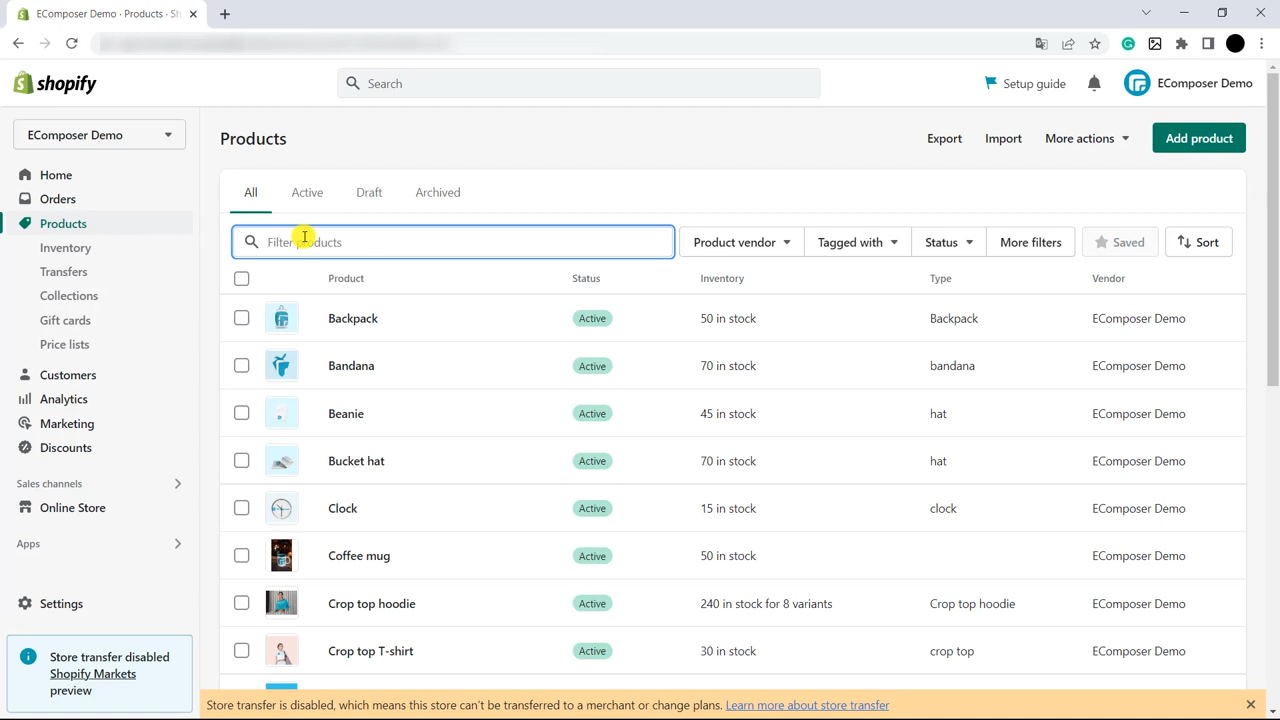 EComposer Demo · Products · Sh
shopify
Search
Setup guide
EComposer Demo
EComposer Demo
Home
Orders
Products
Inventory
Transfers
Collections
Gift cards
Price lists
Customers
Analytics
Marketing
Discounts
Sales channels
Online Store
Apps
Settings
Store transfer disabled
Shopify Markets
preview
Products
Export
Import
More actions
Add product
All
Active
Draft
Archived
Filter products
Product vendor
Tagged with
Status
More filters
Saved
Sort
Product Status Inventory Type Vendor
Backpack Active 50 in stock Backpack EComposer Demo
Bandana Active 70 in stock bandana EComposer Demo
Beanie Active 45 in stock hat EComposer Demo
Bucket hat Active 70 in stock hat EComposer Demo
Clock Active 15 in stock clock EComposer Demo
Coffee mug Active 50 in stock EComposer Demo
Crop top hoodie Active 240 in stock for 8 variants Crop top hoodie EComposer Demo
Crop top T-shirt Active 30 in stock crop top EComposer Demo
Store transfer is disabled, which means this store can't be transferred to a merchant or change plans. Learn more about store transfer